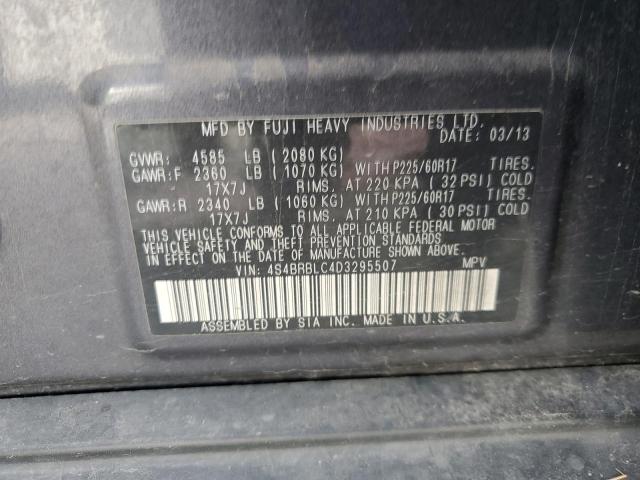 MFD BY FUJI HEAVY INDUSTRIES LTD.
DATE: 03/13
GVWR: 4585 LB ( 2080 KG)
GAWR:F 2360 LB ( 1070 KG) WITH P225/60R17 TIRES.
17X7J RIMS. AT 220 KPA ( 32 PSI) COLD
GAWR:R 2340 LB ( 1060 KG) WITH P225/60R17 TIRES.
17X7J RIMS. AT 210 KPA ( 30 PSI) COLD
THIS VEHICLE CONFORMS TO ALL APPLICABLE FEDERAL MOTOR
VEHICLE SAFETY AND THEFT PREVENTION STANDARDS
IN EFFECT ON THE DATE OF MANUFACTURE SHOWN ABOVE.
VIN: 4S4BRBLC4D3295507 MPV
ASSEMBLED BY SIA INC. MADE IN U.S.A.